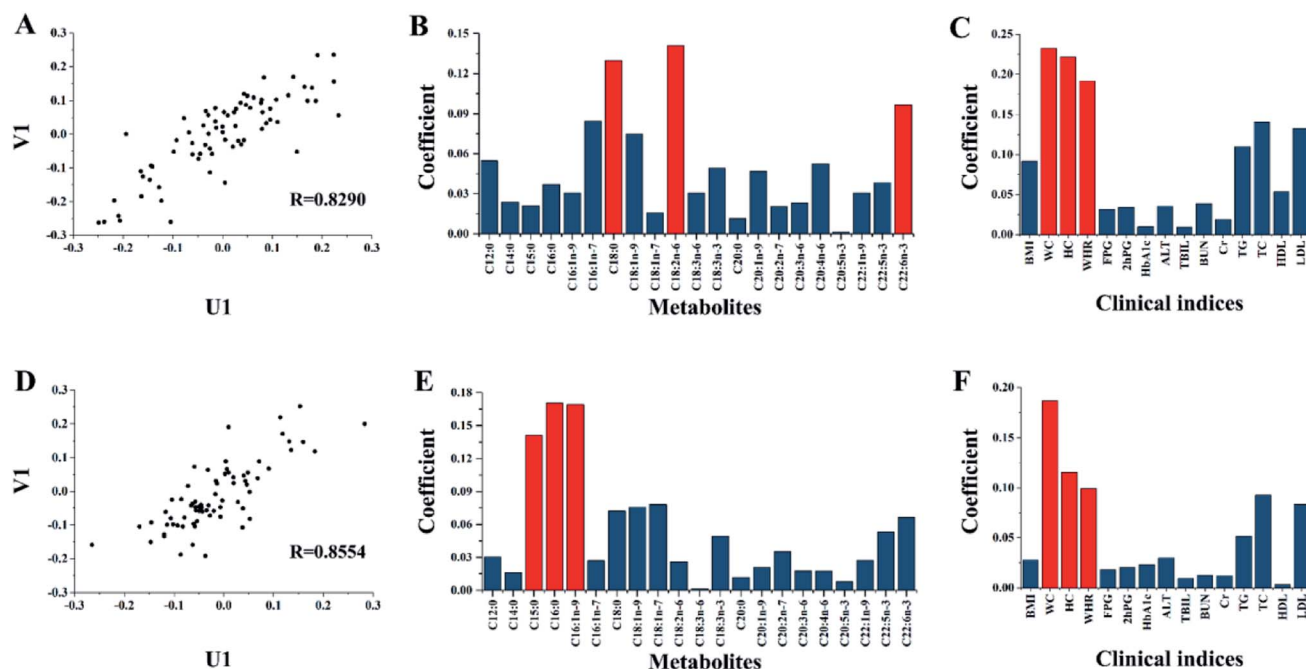 A
0.3
0.2
0.1
0.0
-0.1
-0.2
-0.3
V1
R=0.8290
-0.3 -0.2 -0.1 0.0 0.1 0.2 0.3
U1
B
0.15
0.12
0.09
0.06
0.03
0.00
Coefficient
C12:0 C14:0 C15:0 C16:0 C16:1n-9 C16:1n-7 C18:0 C18:1n-9 C18:1n-7 C18:2n-6 C18:3n-6 C18:3n-3 C20:0 C20:1n-9 C20:2n-7 C20:3n-6 C20:4n-6 C20:5n-3 C22:1n-9 C22:5n-3 C22:6n-3
Metabolites
C
0.25
0.20
0.15
0.10
0.05
0.00
Coefficient
BMI WC HC WHR FPG 2hPG HbA1c ALT TBIL BUN Cr TG TC HDL LDL
Clinical indices
D
0.3
0.2
0.1
0.0
-0.1
-0.2
-0.3
V1
R=0.8554
-0.3 -0.2 -0.1 0.0 0.1 0.2 0.3
U1
E
0.18
0.15
0.12
0.09
0.06
0.03
0.00
Coefficient
C12:0 C14:0 C15:0 C16:0 C16:1n-9 C16:1n-7 C18:0 C18:1n-9 C18:1n-7 C18:2n-6 C18:3n-6 C18:3n-3 C20:0 C20:1n-9 C20:2n-7 C20:3n-6 C20:4n-6 C20:5n-3 C22:1n-9 C22:5n-3 C22:6n-3
Metabolites
F
0.20
0.15
0.10
0.05
0.00
Coefficient
BMI WC HC WHR FPG 2hPG HbA1c ALT TBIL BUN Cr TG TC HDL LDL
Clinical indices